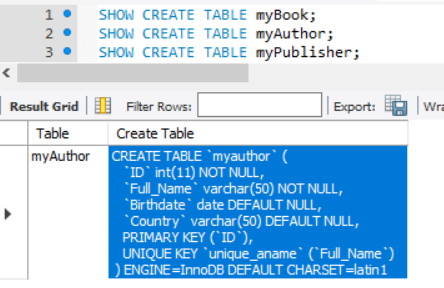 1 SHOW CREATE TABLE myBook;
2 SHOW CREATE TABLE myAuthor;
3 SHOW CREATE TABLE myPublisher;
Result Grid Filter Rows: Export: Wra
Table Create Table
myAuthor CREATE TABLE `myauthor` (
`ID` int(11) NOT NULL,
`Full_Name` varchar(50) NOT NULL,
`Birthdate` date DEFAULT NULL,
`Country` varchar(50) DEFAULT NULL,
PRIMARY KEY (`ID`),
UNIQUE KEY `unique_aname` (`Full_Name`)
) ENGINE=InnoDB DEFAULT CHARSET=latin1